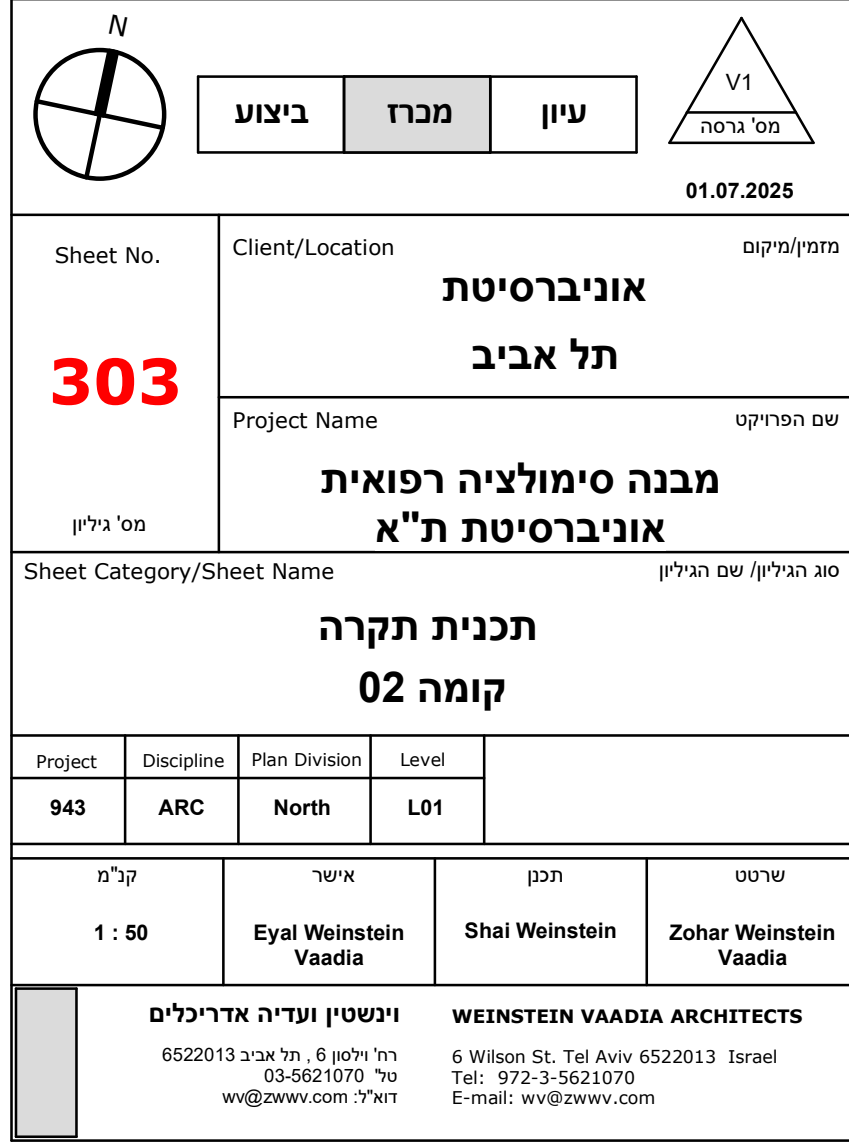 N
עיון
מכרז
ביצוע
V1
מס' גרסה
01.07.2025
Sheet No.
303
מס' גיליון
Client/Location
מזמין/מיקום
אוניברסיטת
תל אביב
Project Name
שם הפרויקט
מבנה סימולציה רפואית
אוניברסיטת ת"א
Sheet Category/Sheet Name
סוג הגיליון/ שם הגיליון
תכנית תקרה
קומה 02
Project
Discipline
Plan Division
Level
943
ARC
North
L01
קנ"מ
אישר
תכנן
שרטט
1 : 50
Eyal Weinstein
Vaadia
Shai Weinstein
Zohar Weinstein
Vaadia
וינשטין ועדיה אדריכלים
רח' וילסון 6 , תל אביב 6522013
טל' 03-5621070
דוא"ל: wv@zwwv.com
WEINSTEIN VAADIA ARCHITECTS
6 Wilson St. Tel Aviv 6522013 Israel
Tel: 972-3-5621070
E-mail: wv@zwwv.com